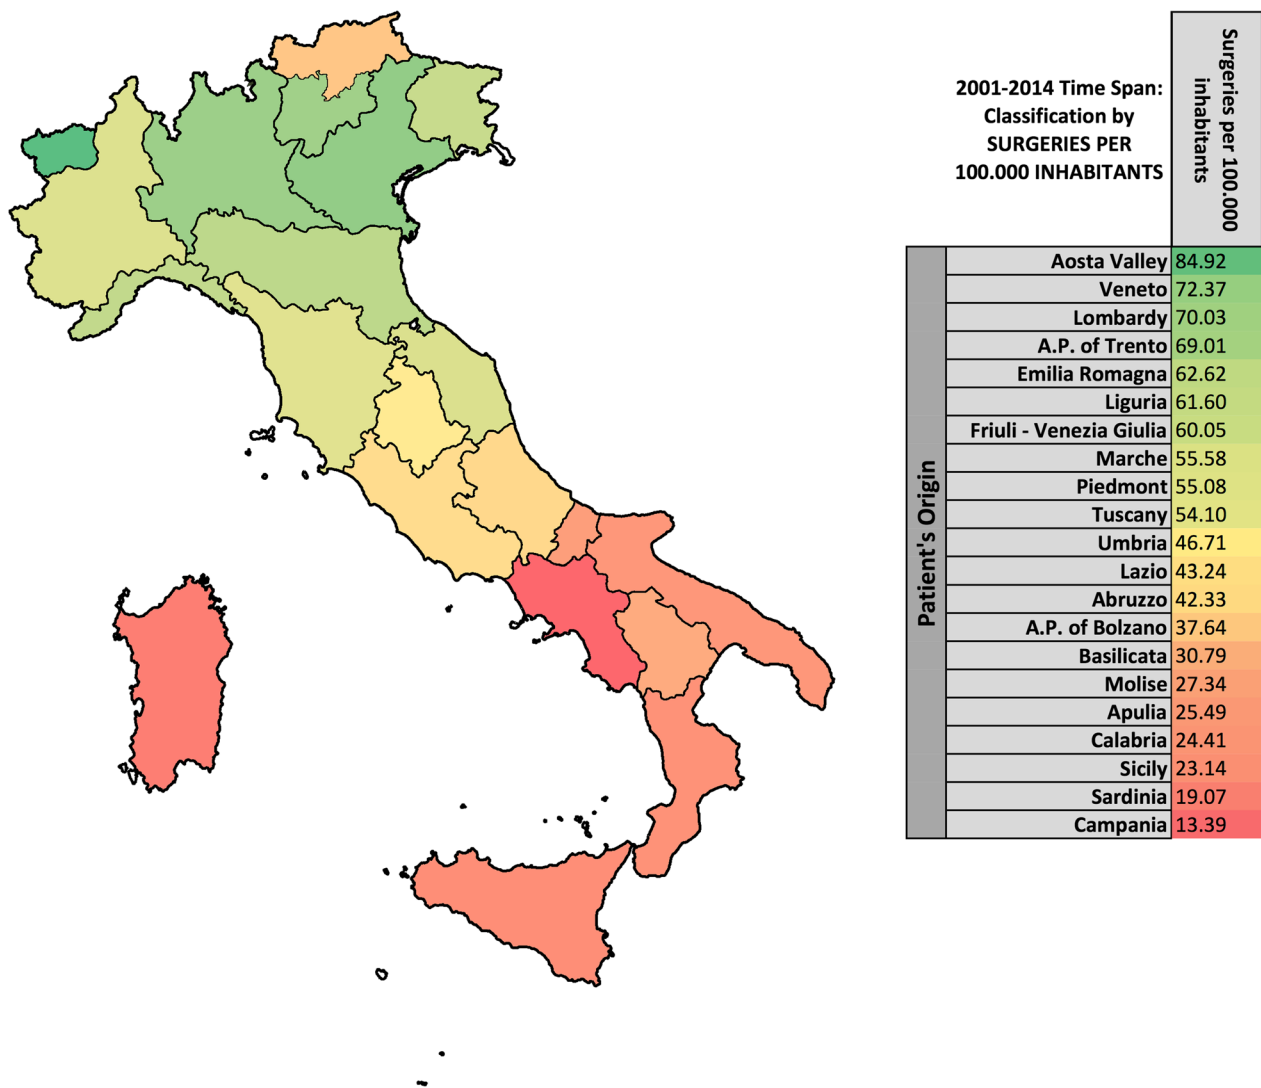 2001-2014 Time Span:
Classification by
SURGERIES PER
100.000 INHABITANTS
Surgeries per 100.000
inhabitants
Patient's Origin
Aosta Valley 84.92
Veneto 72.37
Lombardy 70.03
A.P. of Trento 69.01
Emilia Romagna 62.62
Liguria 61.60
Friuli - Venezia Giulia 60.05
Marche 55.58
Piedmont 55.08
Tuscany 54.10
Umbria 46.71
Lazio 43.24
Abruzzo 42.33
A.P. of Bolzano 37.64
Basilicata 30.79
Molise 27.34
Apulia 25.49
Calabria 24.41
Sicily 23.14
Sardinia 19.07
Campania 13.39